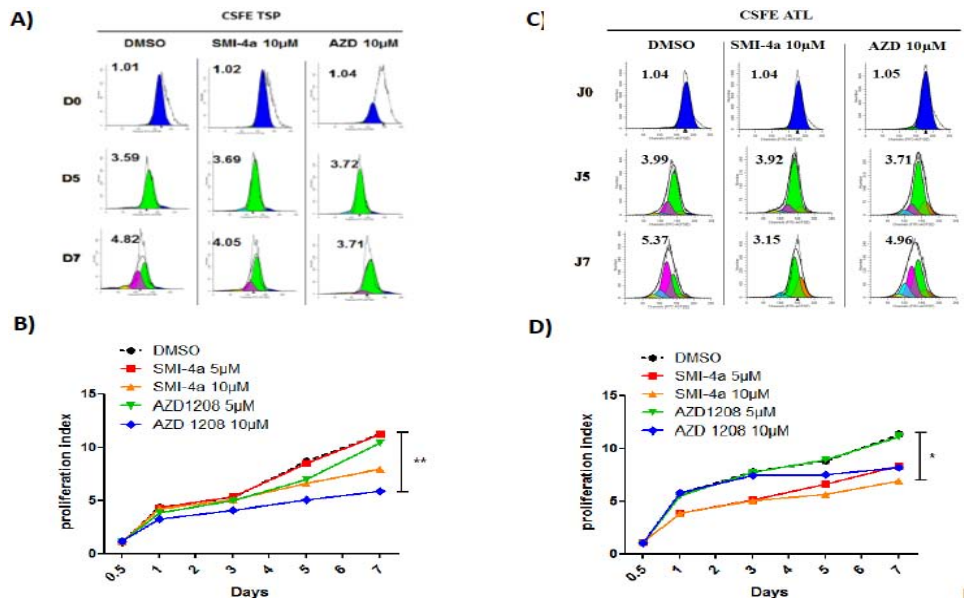 A)
CSFE TSP
DMSO SMI-4a 10µM AZD 10µM
D0 1.01 1.02 1.04
D5 3.59 3.69 3.72
D7 4.82 4.05 3.71
C)
CSFE ATL
DMSO SMI-4a 10µM AZD 10µM
J0 1.04 1.04 1.05
J5 3.99 3.92 3.71
J7 5.37 3.15 4.96
B)
DMSO
SMI-4a 5µM
SMI-4a 10µM
AZD1208 5µM
AZD 1208 10µM
proliferation index
15
10
5
0
**
0.5 1 2 3 4 5 6 7
Days
D)
DMSO
SMI-4a 5µM
SMI-4a 10µM
AZD1208 5µM
AZD 1208 10µM
proliferation index
15
10
5
0
*
0.5 1 2 3 4 5 6 7
Days